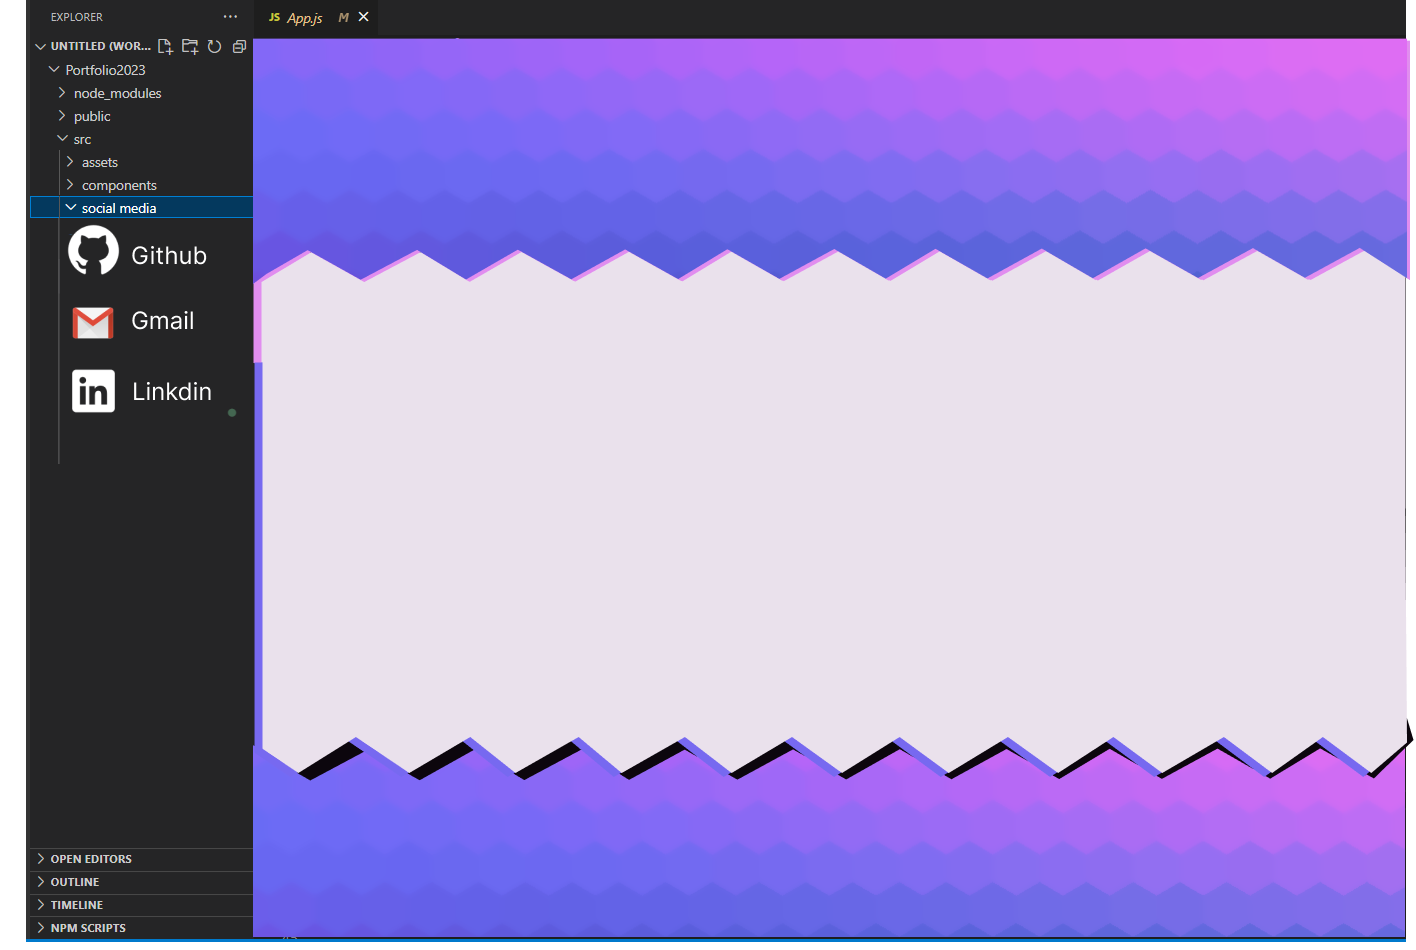 EXPLORER
JS App.js M
UNTITLED (WOR...
Portfolio2023
node_modules
public
src
assets
components
social media
Github
Gmail
in Linkdin
OPEN EDITORS
OUTLINE
TIMELINE
NPM SCRIPTS